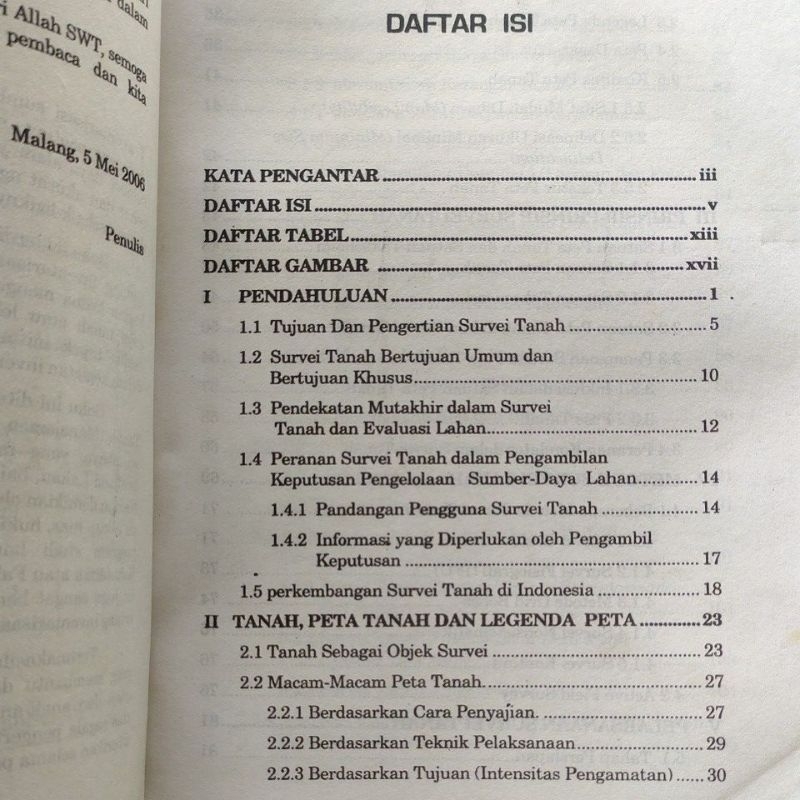 dalam
Allah SWT, semoga
pembaca dan kita
Malang, 5 Mei 2006
Penulis
DAFTAR ISI
KATA PENGANTAR ........ iii
DAFTAR ISI ........ v
DAFTAR TABEL ........ xiii
DAFTAR GAMBAR ........ xvii
I PENDAHULUAN ........ 1
1.1 Tujuan Dan Pengertian Survei Tanah ........ 5
1.2 Survei Tanah Bertujuan Umum dan
Bertujuan Khusus ........ 10
1.3 Pendekatan Mutakhir dalam Survei
Tanah dan Evaluasi Lahan ........ 12
1.4 Peranan Survei Tanah dalam Pengambilan
Keputusan Pengelolaan Sumber-Daya Lahan ........ 14
1.4.1 Pandangan Pengguna Survei Tanah ........ 14
1.4.2 Informasi yang Diperlukan oleh Pengambil
Keputusan ........ 17
1.5 perkembangan Survei Tanah di Indonesia ........ 18
II TANAH, PETA TANAH DAN LEGENDA PETA ........ 23
2.1 Tanah Sebagai Objek Survei ........ 23
2.2 Macam-Macam Peta Tanah ........ 27
2.2.1 Berdasarkan Cara Penyajian ........ 27
2.2.2 Berdasarkan Teknik Pelaksanaan ........ 29
2.2.3 Berdasarkan Tujuan (Intensitas Pengamatan) ...... 30